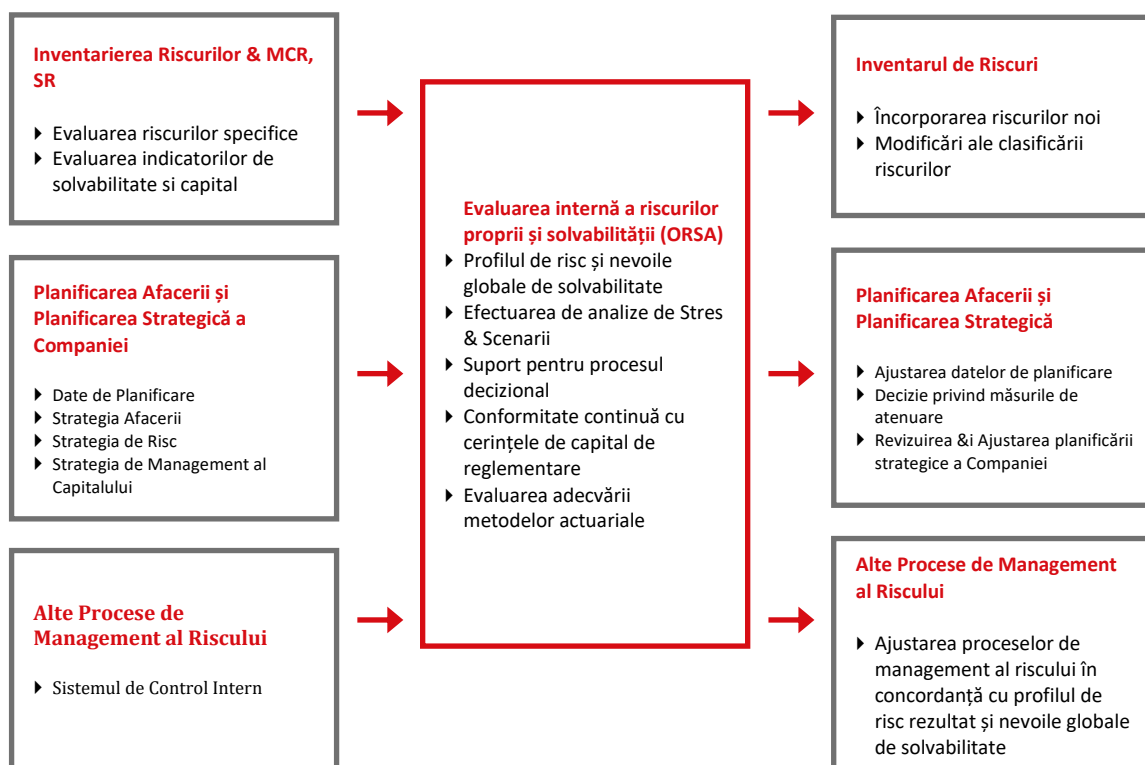 Inventarierea Riscurilor & MCR,
SR
Evaluarea riscurilor specifice
Evaluarea indicatorilor de
solvabilitate si capital
Planificarea Afacerii și
Planificarea Strategică a
Companiei
Date de Planificare
Strategia Afacerii
Strategia de Risc
Strategia de Management al
Capitalului
Alte Procese de
Management al Riscului
Sistemul de Control Intern
Evaluarea internă a riscurilor
proprii și solvabilității (ORSA)
Profilul de risc și nevoile
globale de solvabilitate
Efectuarea de analize de Stres
& Scenarii
Suport pentru procesul
decizional
Conformitate continuă cu
cerințele de capital de
reglementare
Evaluarea adecvării
metodelor actuariale
Inventarul de Riscuri
Încorporarea riscurilor noi
Modificări ale clasificării
riscurilor
Planificarea Afacerii și
Planificarea Strategică
Ajustarea datelor de planificare
Decizie privind măsurile de
atenuare
Revizuirea &i Ajustarea planificării
strategice a Companiei
Alte Procese de Management
al Riscului
Ajustarea proceselor de
management al riscului în
concordanță cu profilul de
risc rezultat și nevoile globale
de solvabilitate